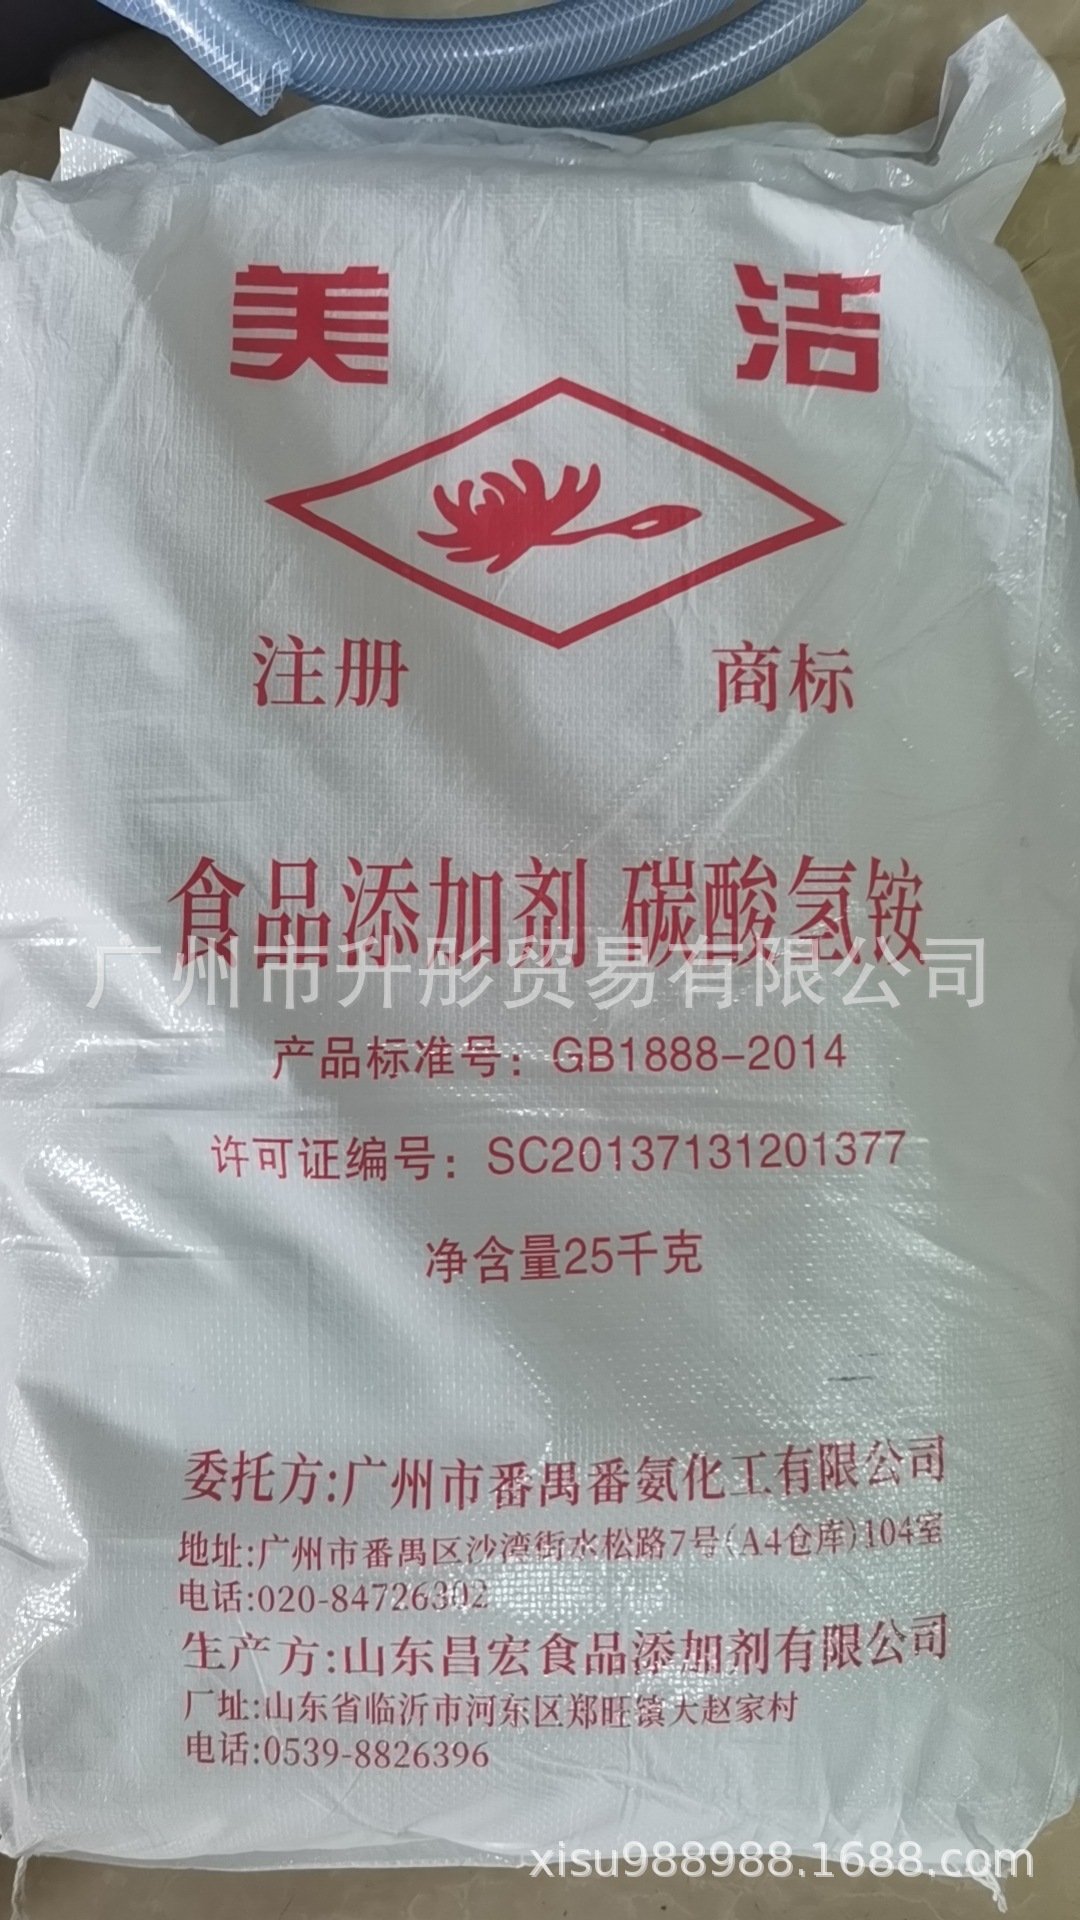 美 洁
注册 商标
食品添加剂 碳酸氢铵
广州市升彤贸易有限公司
产品标准号：GB1888-2014
许可证编号：SC20137131201377
净含量25千克
委托方:广州市番禺番氨化工有限公司
地址:广州市番禺区沙湾街水松路7号(A4仓库)104室
电话:020-84726302
生产方:山东昌宏食品添加剂有限公司
厂址:山东省临沂市河东区郑旺镇大赵家村
电话:0539-8826396
xisu988988.1688.com